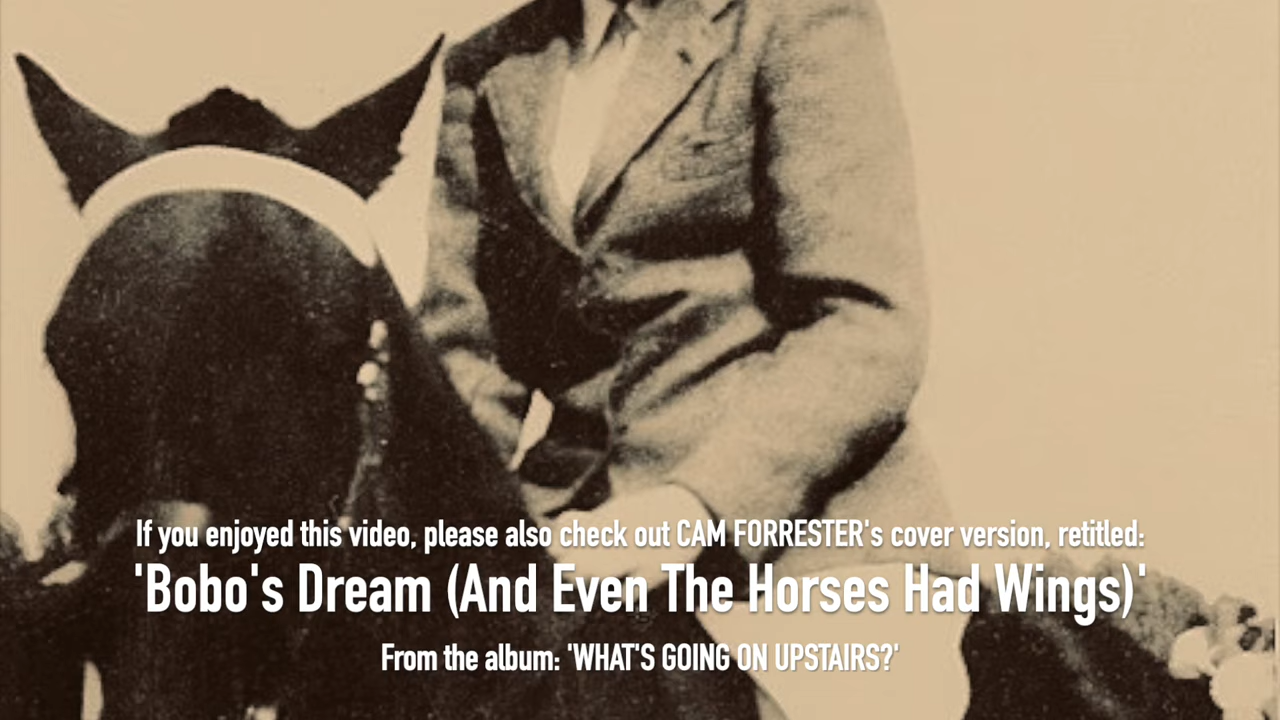 If you enjoyed this video, please also check out CAM FORRESTER's cover version, retitled:
'Bobo's Dream (And Even The Horses Had Wings)'
From the album: 'WHAT'S GOING ON UPSTAIRS?'